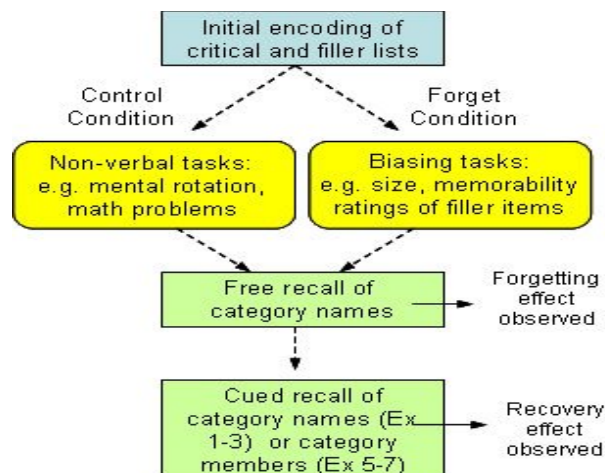 Initial encoding of
critical and filler lists
Control
Condition
Forget
Condition
Non-verbal tasks:
e.g. mental rotation,
math problems
Biasing tasks:
e.g. size, memorability
ratings of filler items
Free recall of
category names
Forgetting
effect
observed
Cued recall of
category names (Ex
1-3) or category
members (Ex 5-7)
Recovery
effect
observed